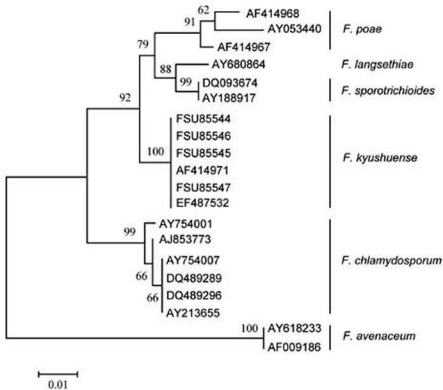 62
AF414968
91
AY053440
F. poae
79
AF414967
88
AY680864
F. langsethiae
99
DQ093674
F. sporotrichioides
AY188917
92
FSU85544
FSU85546
100
FSU85545
F. kyushuense
AF414971
FSU85547
EF487532
99
AY754001
AJ853773
AY754007
F. chlamydosporum
66
DQ489289
66
DQ489296
AY213655
100
AY618233
F. avenaceum
AF009186
0.01